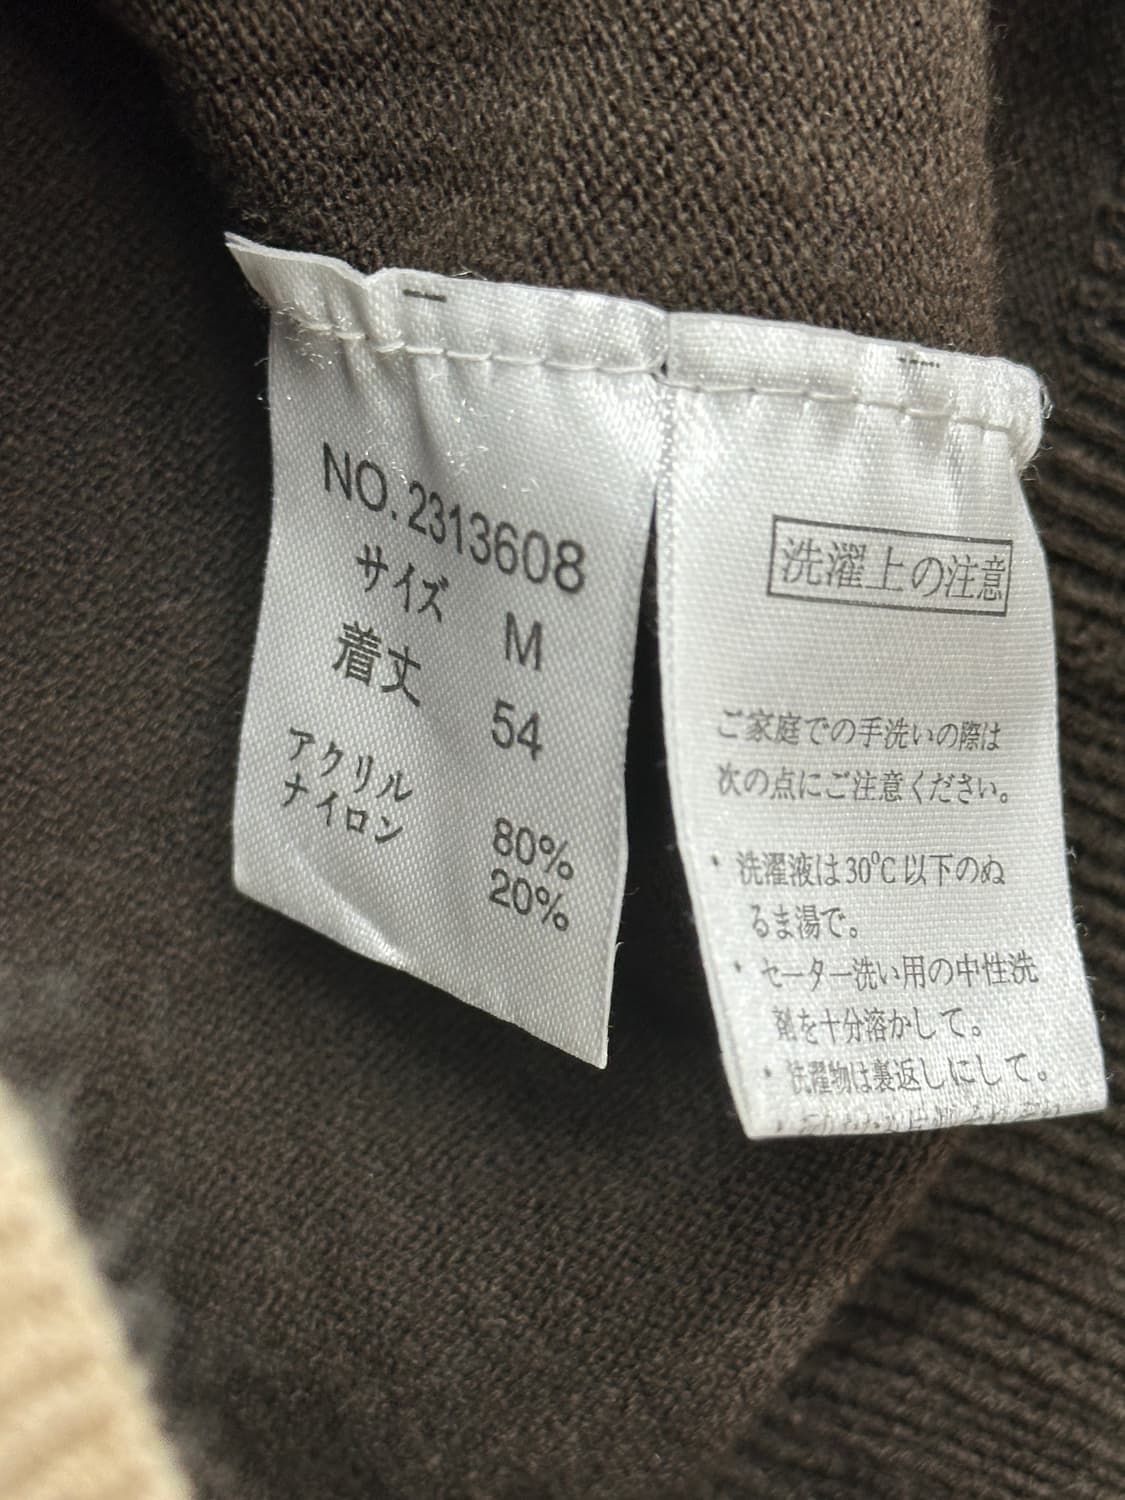 NO.2313608
サイズ M
着丈 54
アクリル 80%
ナイロン 20%
洗濯上の注意
ご家庭での手洗いの際は
次の点にご注意ください。
・洗濯液は30℃以下のぬ
るま湯で。
・セーター洗い用の中性洗
剤を十分溶かして。
・洗濯物は裏返しにして。